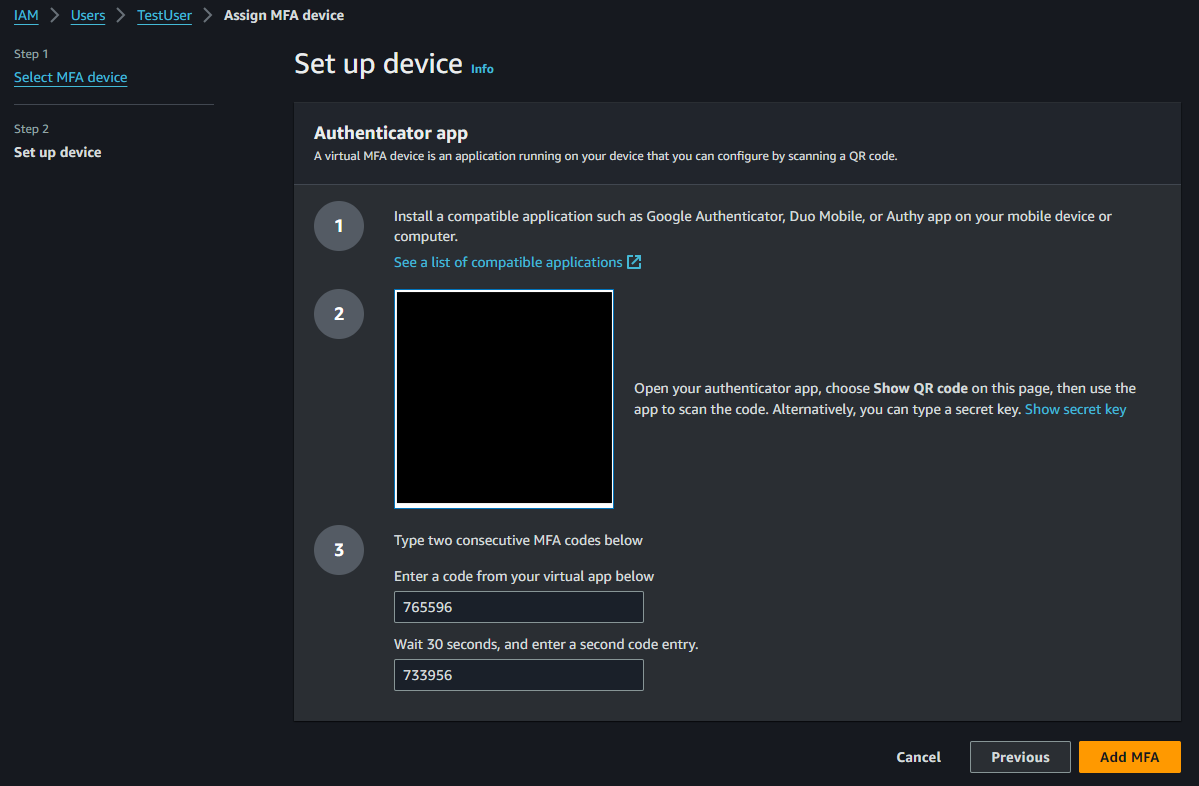 IAM > Users > TestUser > Assign MFA device
Step 1
Select MFA device
Step 2
Set up device
Set up device Info
Authenticator app
A virtual MFA device is an application running on your device that you can configure by scanning a QR code.
1
Install a compatible application such as Google Authenticator, Duo Mobile, or Authy app on your mobile device or
computer.
See a list of compatible applications
2
Open your authenticator app, choose Show QR code on this page, then use the
app to scan the code. Alternatively, you can type a secret key. Show secret key
3
Type two consecutive MFA codes below
Enter a code from your virtual app below
765596
Wait 30 seconds, and enter a second code entry.
733956
Cancel
Previous
Add MFA